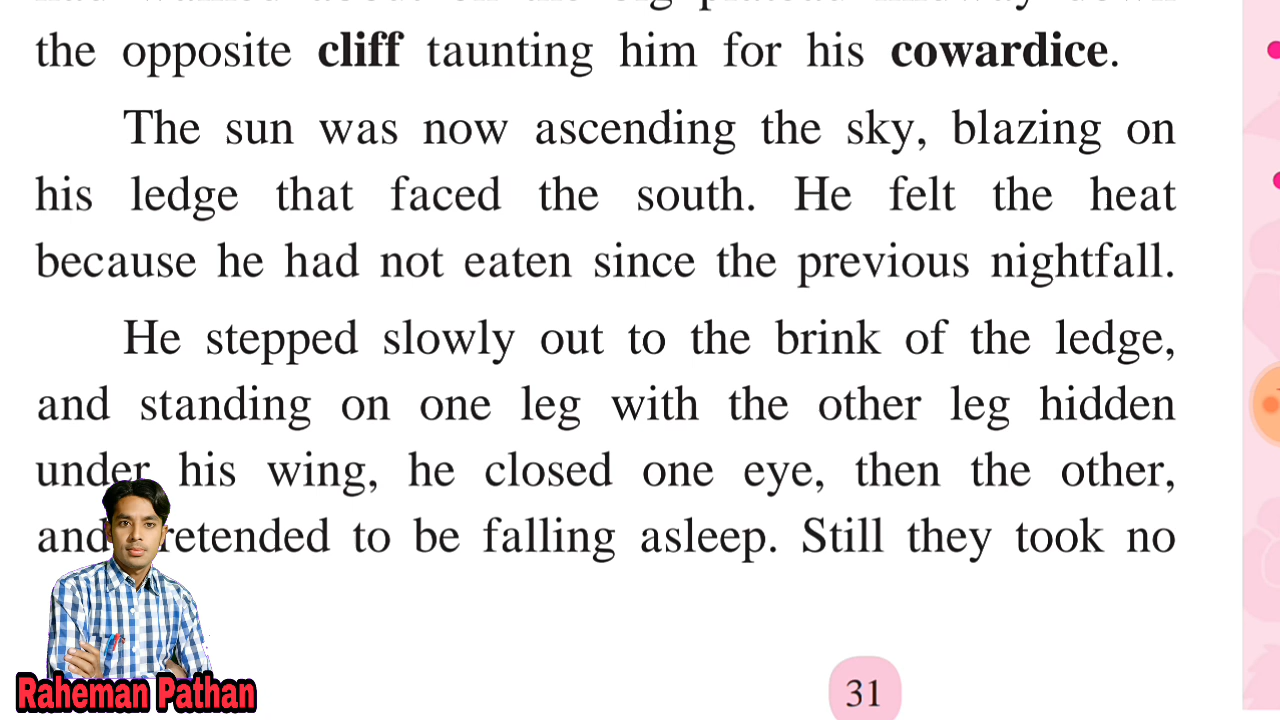 the opposite cliff taunting him for his cowardice.
The sun was now ascending the sky, blazing on
his ledge that faced the south. He felt the heat
because he had not eaten since the previous nightfall.
He stepped slowly out to the brink of the ledge,
and standing on one leg with the other leg hidden
under his wing, he closed one eye, then the other,
and pretended to be falling asleep. Still they took no
31
Raheman Pathan